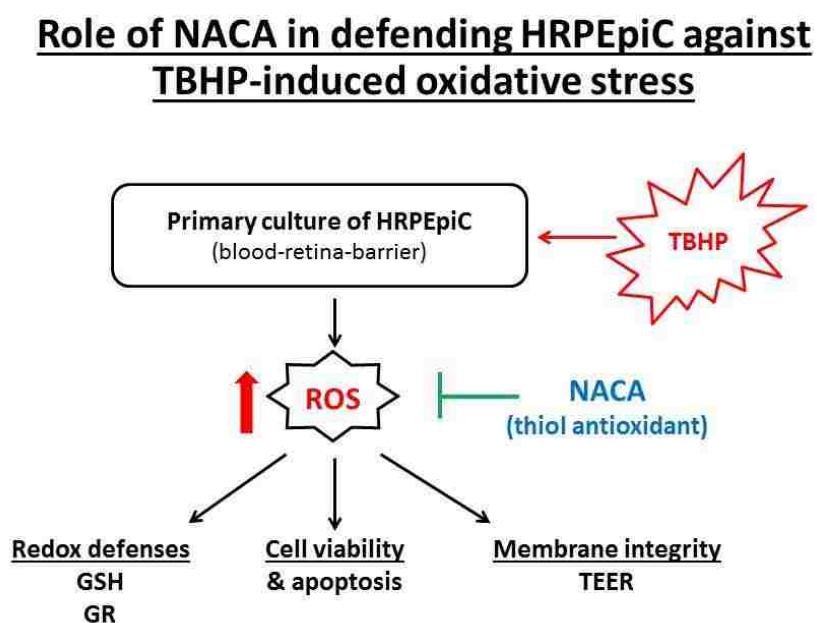 Role of NACA in defending HRPEpiC against
TBHP-induced oxidative stress
Primary culture of HRPEpiC
(blood-retina-barrier)
TBHP
ROS
NACA
(thiol antioxidant)
Redox defenses
GSH
GR
Cell viability
& apoptosis
Membrane integrity
TEER